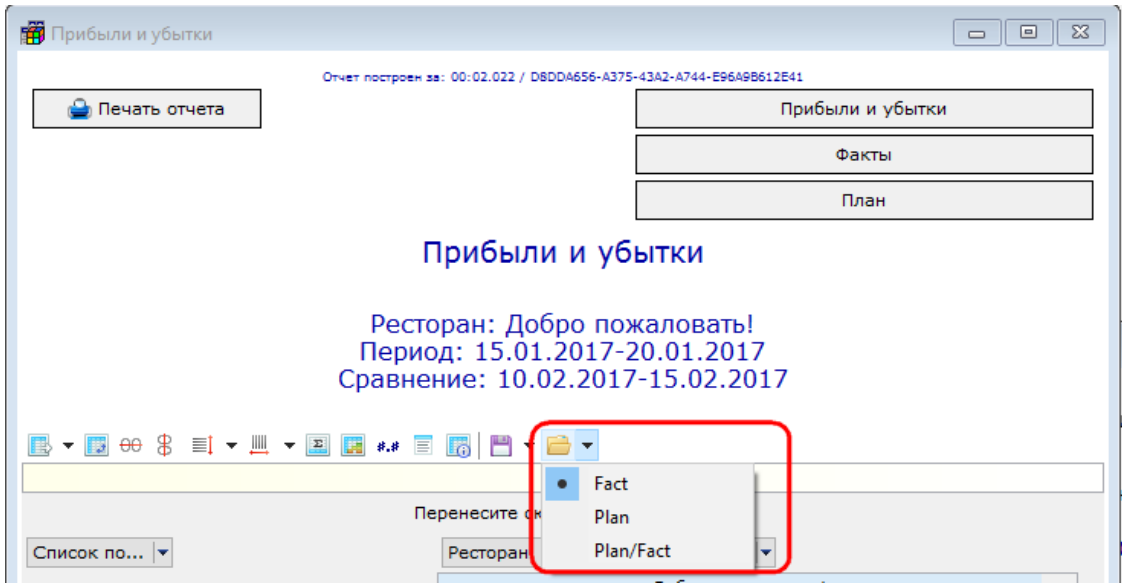 Прибыли и убытки
Отчет построен за: 00:02.022 / D8DDA656-A375-43A2-A744-E96A9B612E41
Печать отчета
Прибыли и убытки
Факты
План
Прибыли и убытки
Ресторан: Добро пожаловать!
Период: 15.01.2017-20.01.2017
Сравнение: 10.02.2017-15.02.2017
#.#
Fact
Перенесите
Plan
Список по...
Ресторан
Plan/Fact